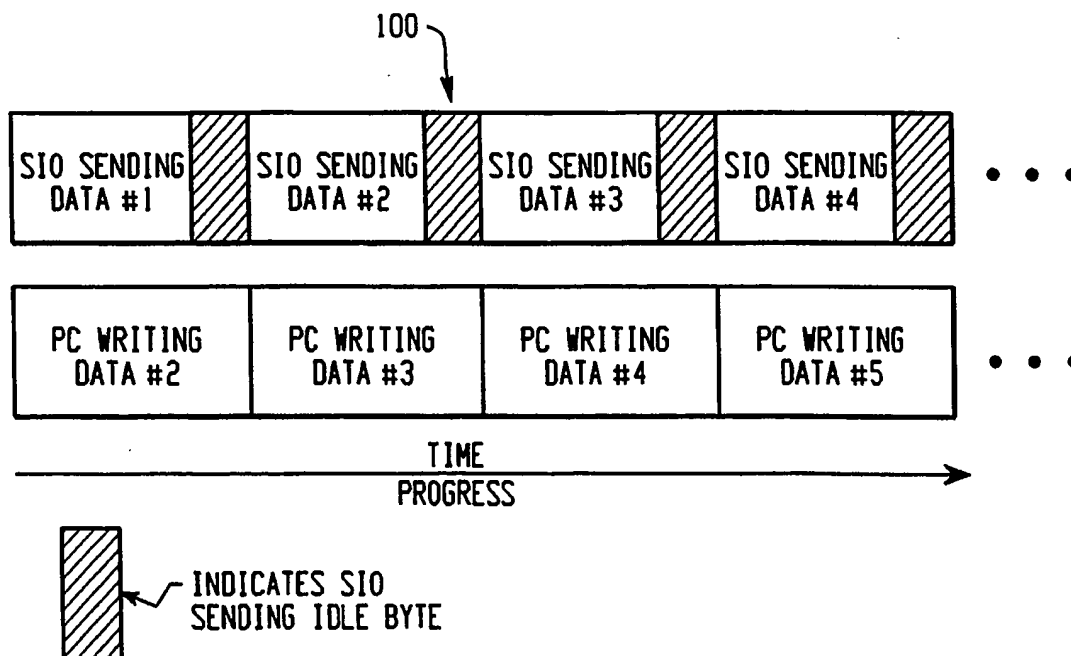 100
SIO SENDING
DATA #1
SIO SENDING
DATA #2
SIO SENDING
DATA #3
SIO SENDING
DATA #4
PC WRITING
DATA #2
PC WRITING
DATA #3
PC WRITING
DATA #4
PC WRITING
DATA #5
TIME
PROGRESS
INDICATES SIO
SENDING IDLE BYTE